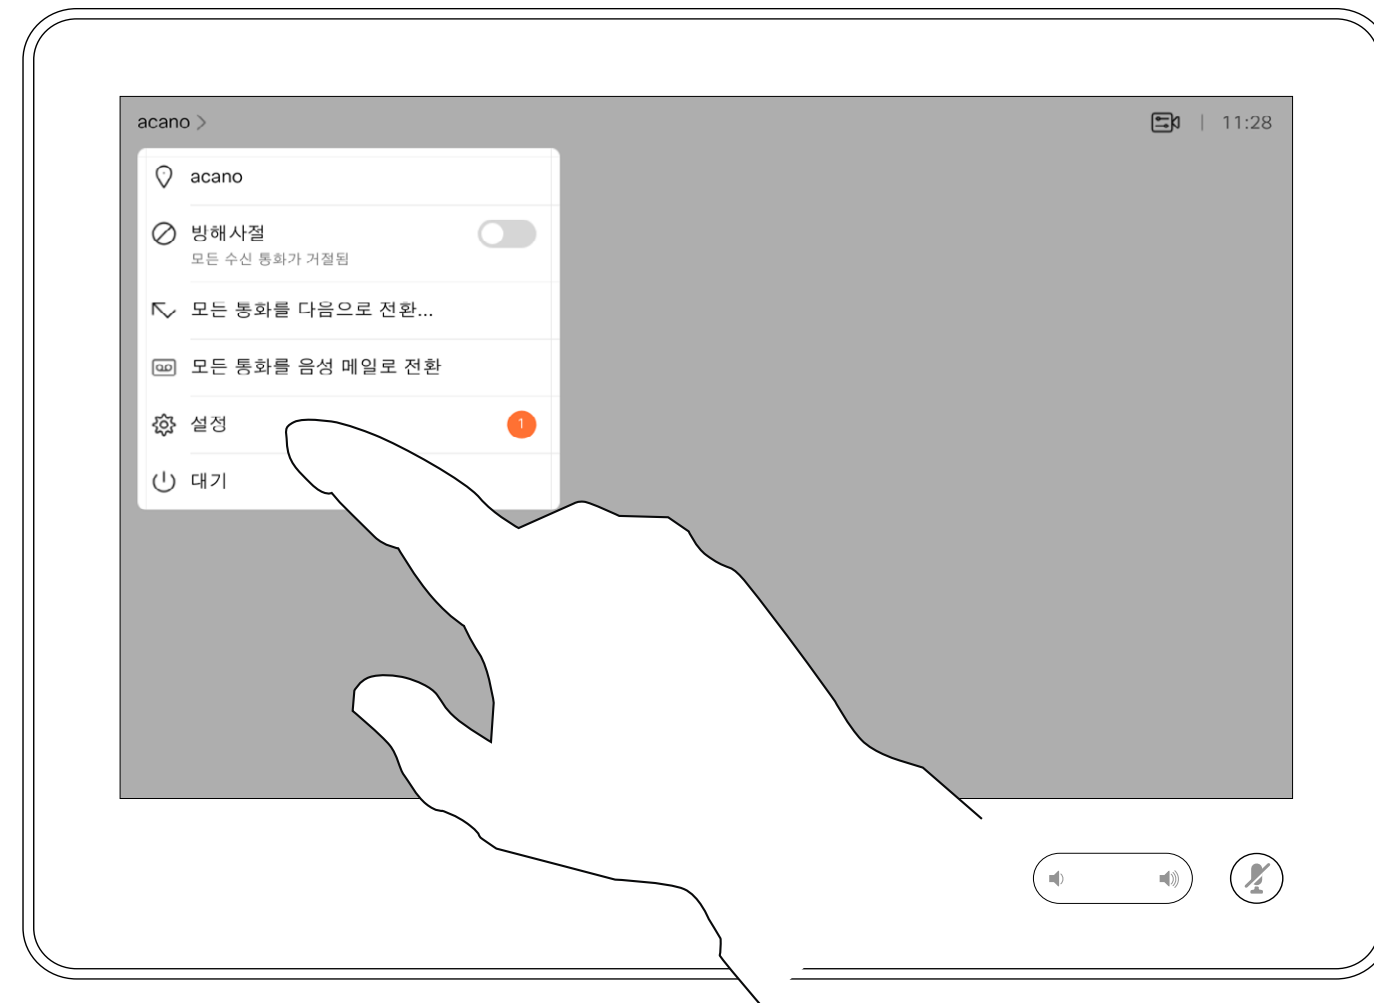 acano >
11:28
acano
방해사절
모든 수신 통화가 거절됨
모든 통화를 다음으로 전환...
모든 통화를 음성 메일로 전환
설정
1
대기